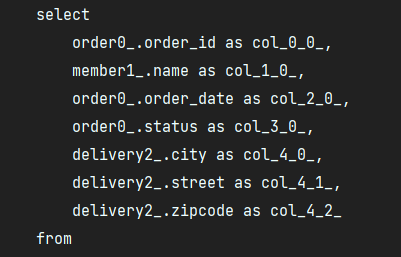 select
order0_.order_id as col_0_0_,
member1_.name as col_1_0_,
order0_.order_date as col_2_0_,
order0_.status as col_3_0_,
delivery2_.city as col_4_0_,
delivery2_.street as col_4_1_,
delivery2_.zipcode as col_4_2_
from